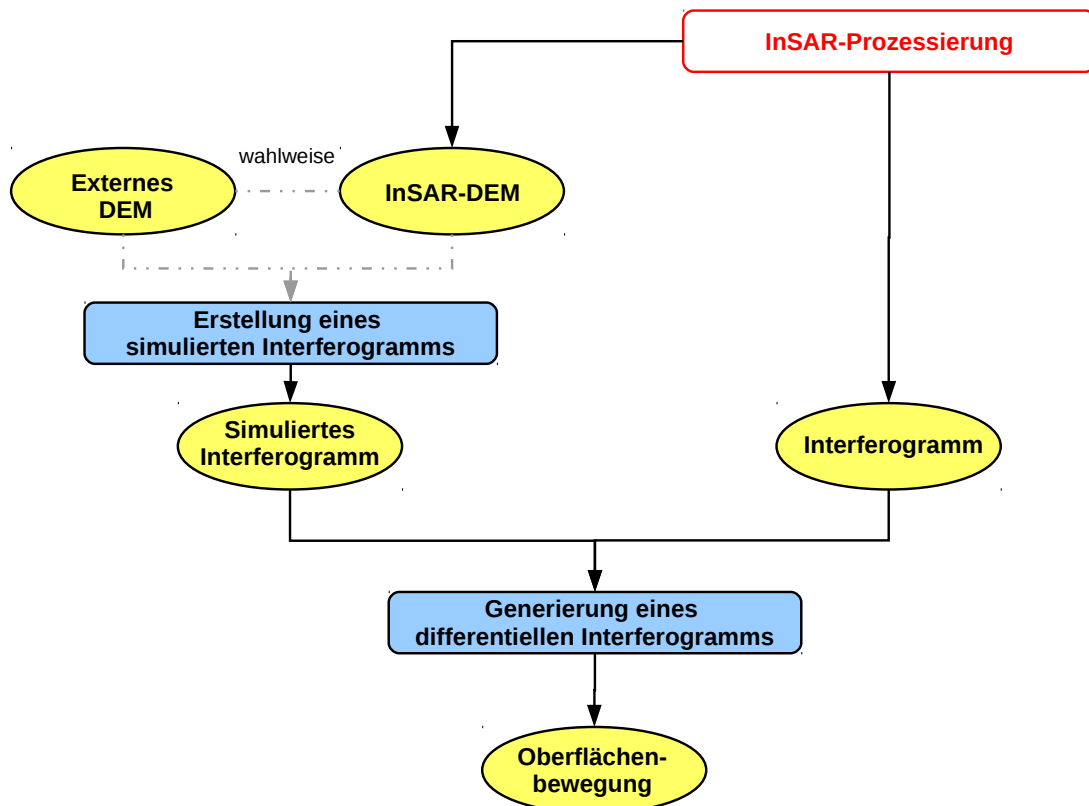 InSAR-Prozessierung
wahlweise
Externes
DEM
InSAR-DEM
Erstellung eines
simulierten Interferogramms
Simuliertes
Interferogramm
Interferogramm
Generierung eines
differentiellen Interferogramms
Oberflächen-
bewegung